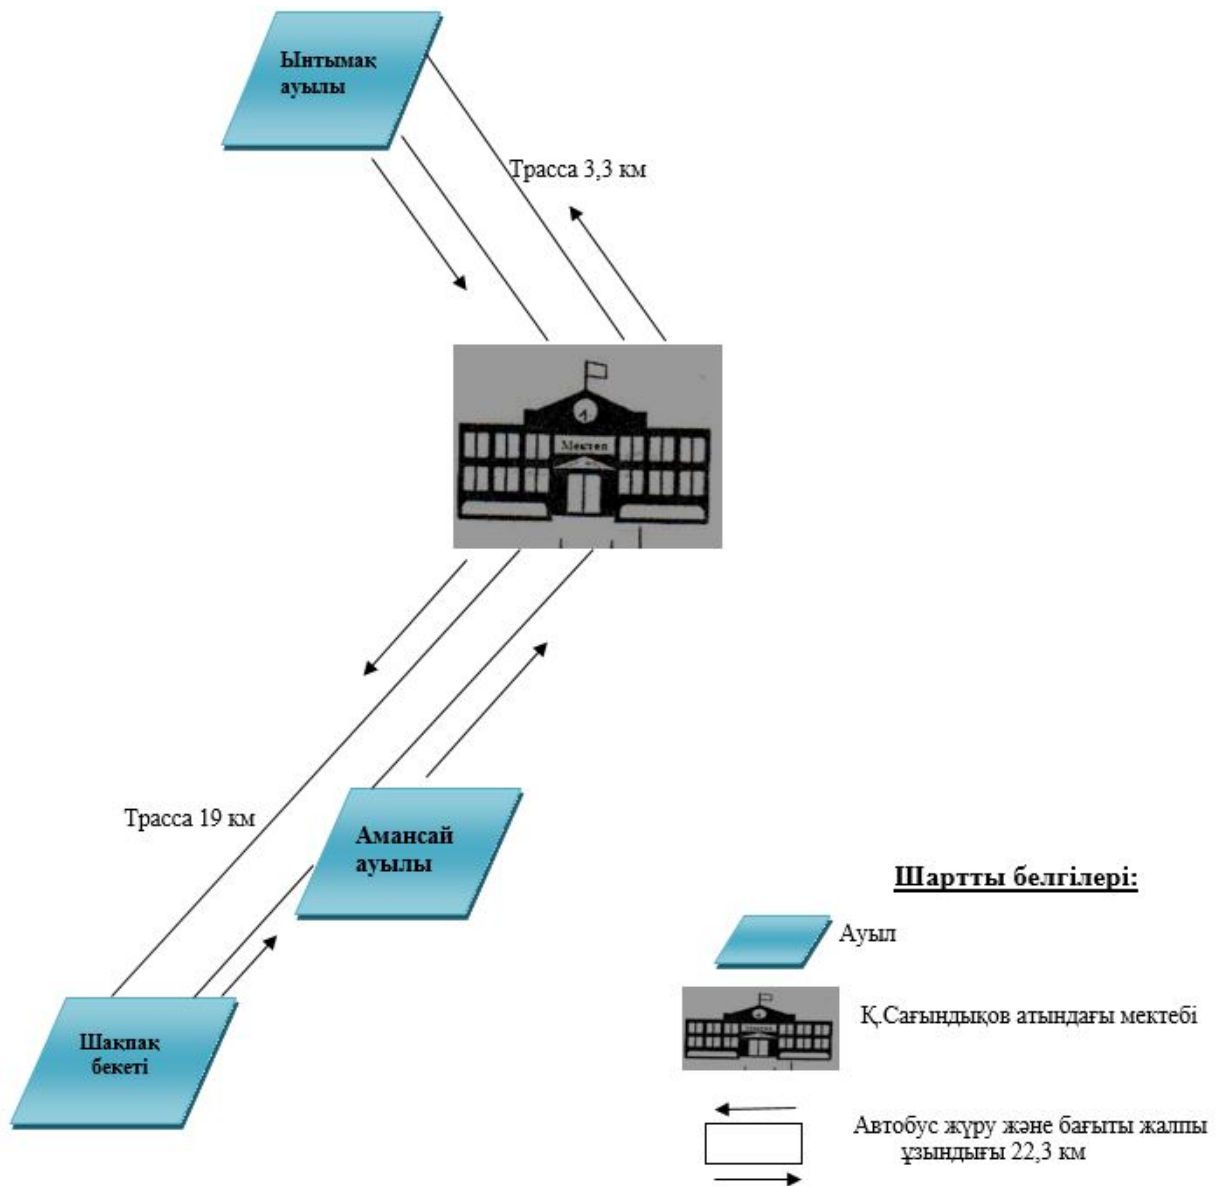 Ынтымақ
ауылы
Трасса 3,3 км
Мектеп
Трасса 19 км
Амансай
ауылы
Шақпақ
бекеті
Шартты белгілері:
Ауыл
Қ.Сағындықов атындағы мектебі
Автобус жүру және бағыты жалпы
ұзындығы 22,3 км